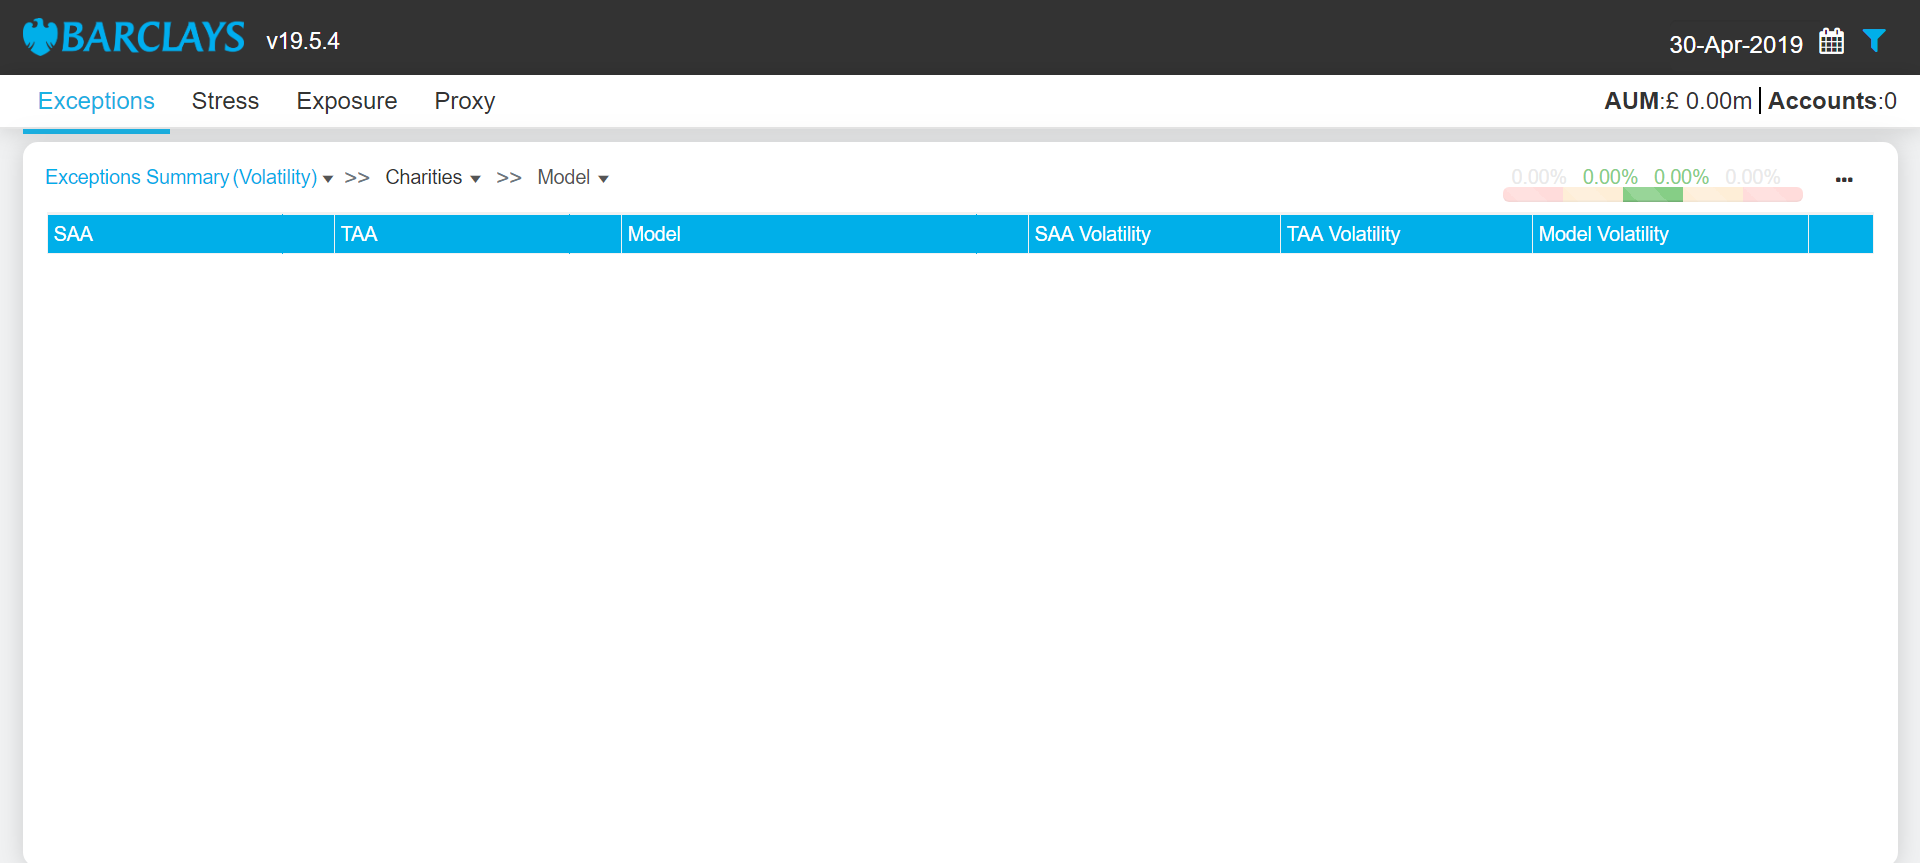 BARCLAYS v19.5.4 30-Apr-2019
Exceptions Stress Exposure Proxy AUM:£ 0.00m Accounts:0
Exceptions Summary (Volatility) >> Charities >> Model 0.00% 0.00% 0.00% 0.00% ...
SAA TAA Model SAA Volatility TAA Volatility Model Volatility